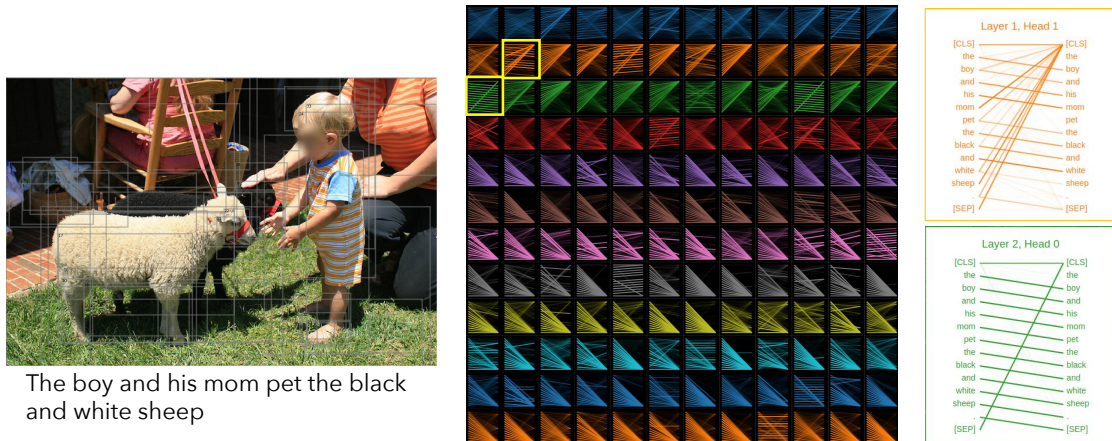 The boy and his mom pet the black
and white sheep
Layer 1, Head 1
[CLS] [CLS]
the the
boy boy
and and
his his
mom mom
pet pet
the the
black black
and and
white white
sheep sheep
. .
[SEP] [SEP]
Layer 2, Head 0
[CLS] [CLS]
the the
boy boy
and and
his his
mom mom
pet pet
the the
black black
and and
white white
sheep sheep
. .
[SEP] [SEP]